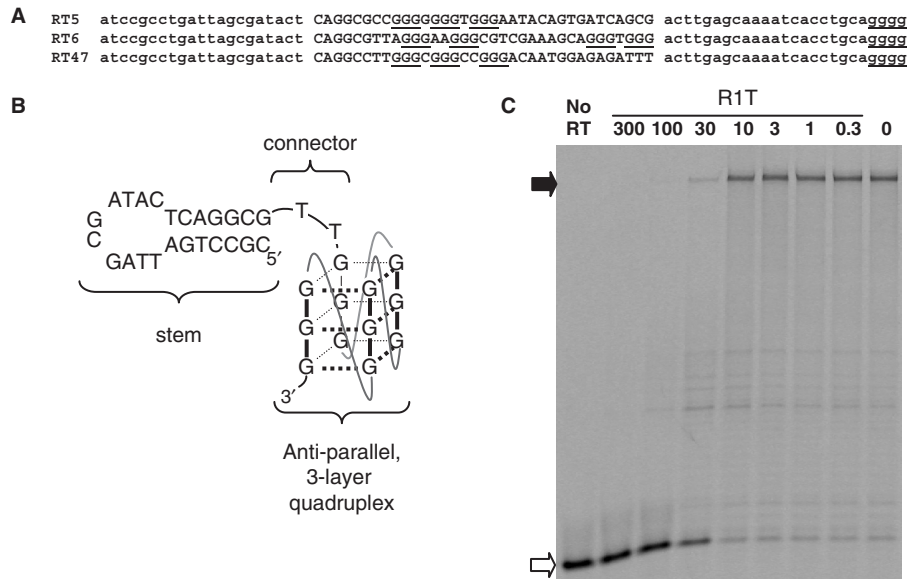 A
RT5 atccgcctgattagcgatact CAGGCGCCGGGGGGGTGGGAATACAGTGATCAGCG acttgagcaaaatcacctgcagggg
RT6 atccgcctgattagcgatact CAGGCGTTAGGGAAGGGCGTCGAAAGCAGGGTGGG acttgagcaaaatcacctgcagggg
RT47 atccgcctgattagcgatact CAGGCCTTGGGCGGGCCGGGACAATGGAGAGATTT acttgagcaaaatcacctgcagggg
B
connector
ATAC
TCAGGCG
T
T
G
C
GATT
AGTCCGC
5′
stem
G G
G G
G G
G G
G G
G G
3′
Anti-parallel,
3-layer
quadruplex
C
No
RT
R1T
300 100 30 10 3 1 0.3 0